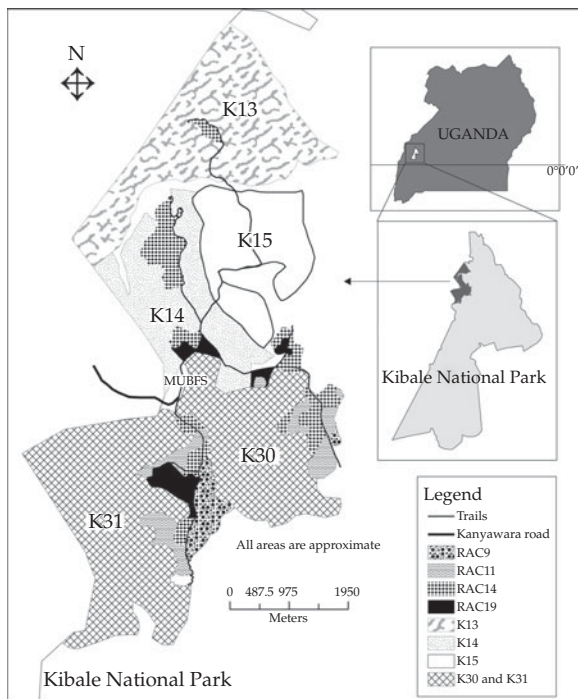 N
K13
UGANDA
0°0'0"
K15
K14
MUBFS
Kibale National Park
K30
K31
All areas are approximate
0 487.5 975 1950
Meters
Kibale National Park
Legend
Trails
Kanyawara road
RAC9
RAC11
RAC14
RAC19
K13
K14
K15
K30 and K31